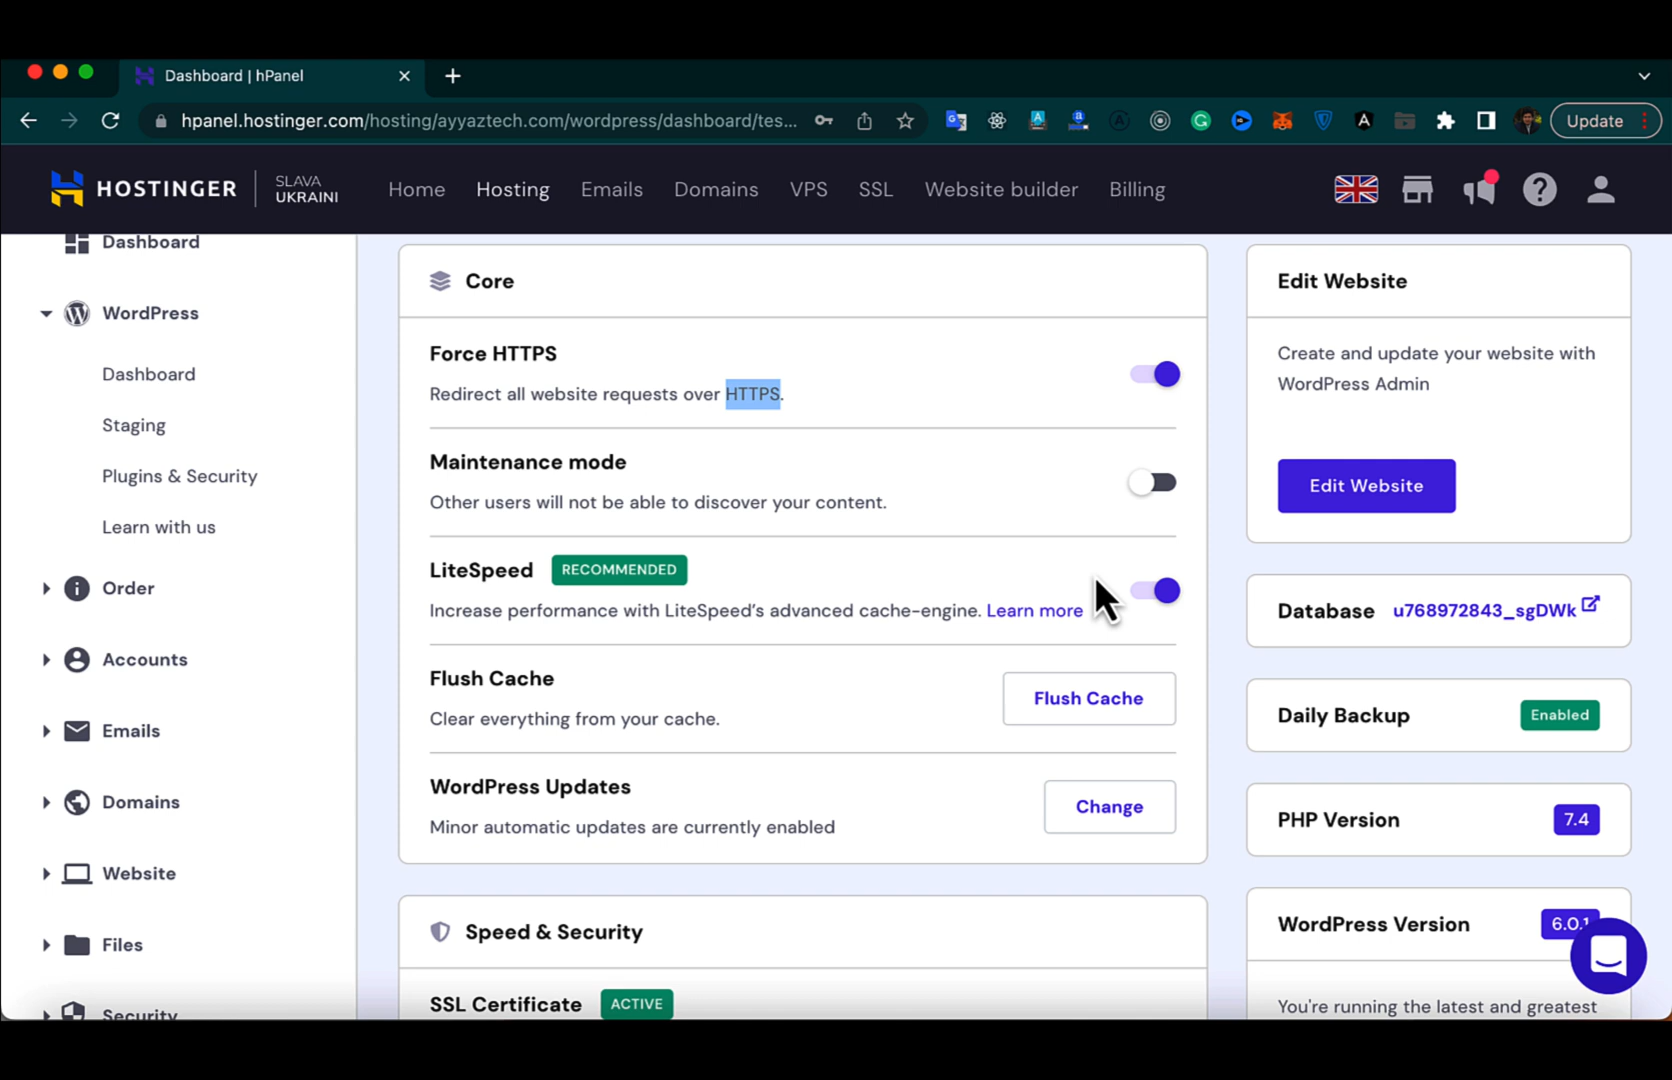 Dashboard | hPanel
hpanel.hostinger.com/hosting/ayyaztech.com/wordpress/dashboard/tes...
Update
HOSTINGER
SLAVA
UKRAINI
Home
Hosting
Emails
Domains
VPS
SSL
Website builder
Billing
Dashboard
WordPress
Dashboard
Staging
Plugins & Security
Learn with us
Order
Accounts
Emails
Domains
Website
Files
Security
Core
Force HTTPS
Redirect all website requests over HTTPS.
Maintenance mode
Other users will not be able to discover your content.
LiteSpeed RECOMMENDED
Increase performance with LiteSpeed's advanced cache-engine. Learn more
Flush Cache
Clear everything from your cache.
Flush Cache
WordPress Updates
Minor automatic updates are currently enabled
Change
Speed & Security
SSL Certificate ACTIVE
Edit Website
Create and update your website with
WordPress Admin
Edit Website
Database u768972843_sgDWk
Daily Backup Enabled
PHP Version 7.4
WordPress Version 6.0.1
You're running the latest and greatest